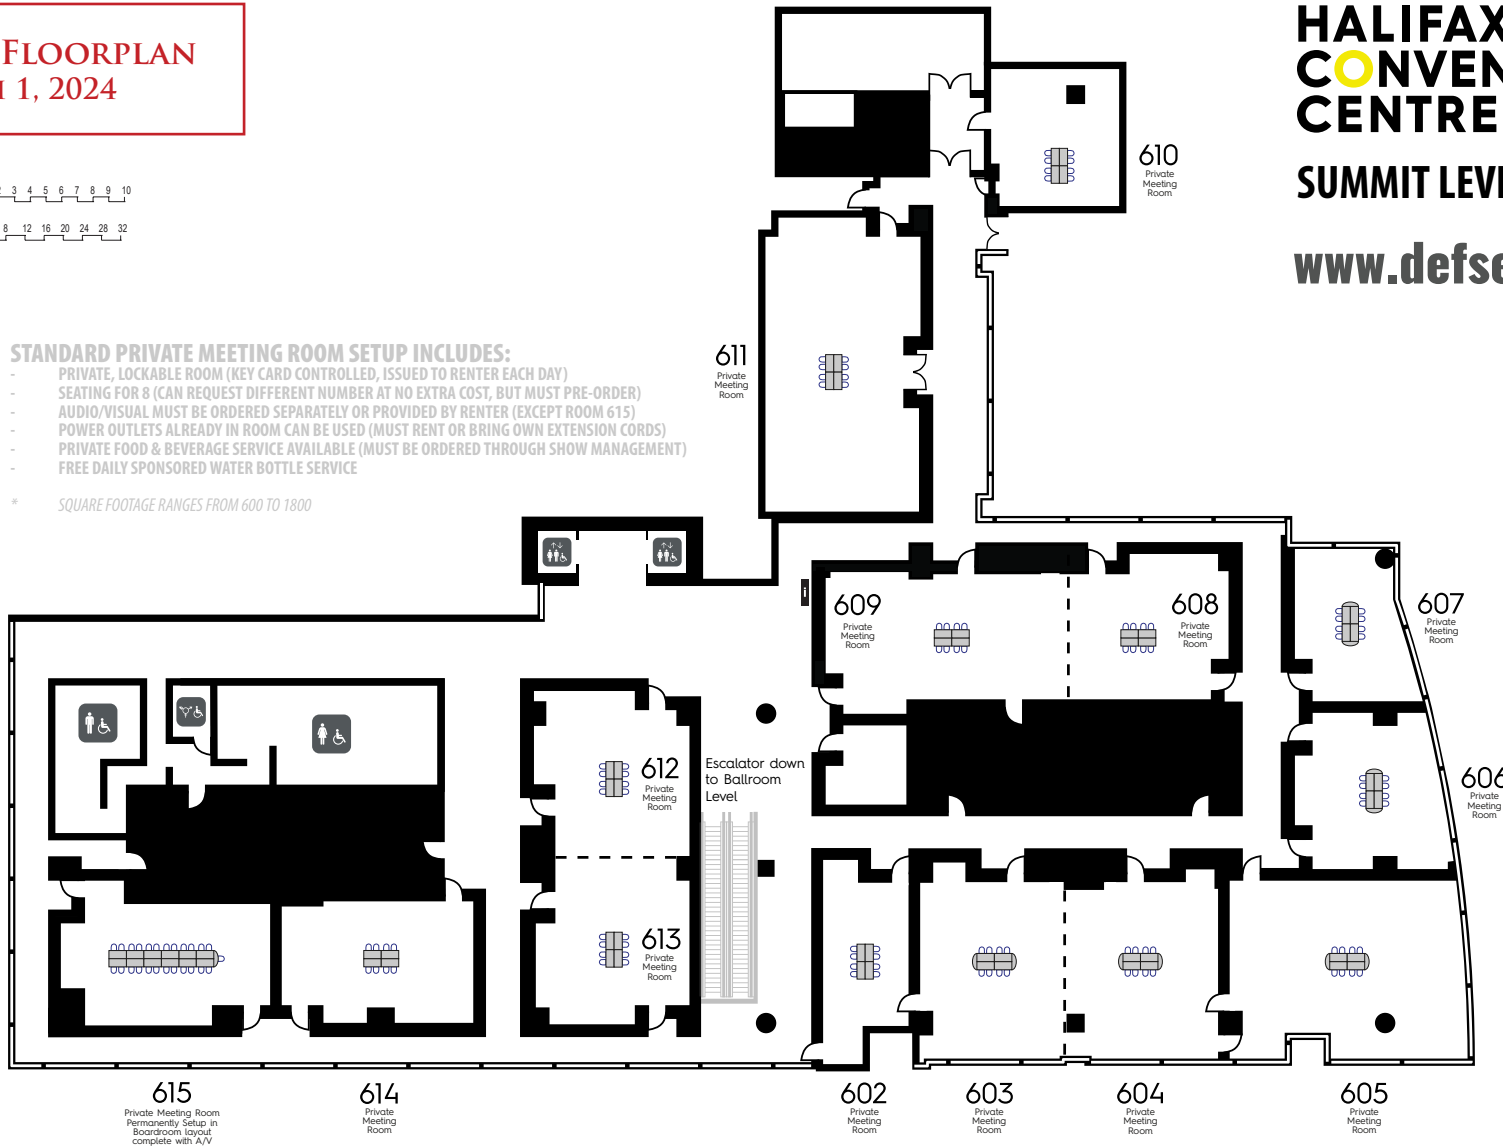 FLOORPLAN
1, 2024
HALIFAX
CONVEN
CENTRE
SUMMIT LEV
www.defse
2 3 4 5 6 7 8 9 10
8 12 16 20 24 28 32
STANDARD PRIVATE MEETING ROOM SETUP INCLUDES:
- PRIVATE, LOCKABLE ROOM (KEY CARD CONTROLLED, ISSUED TO RENTER EACH DAY)
- SEATING FOR 8 (CAN REQUEST DIFFERENT NUMBER AT NO EXTRA COST, BUT MUST PRE-ORDER)
- AUDIO/VISUAL MUST BE ORDERED SEPARATELY OR PROVIDED BY RENTER (EXCEPT ROOM 615)
- POWER OUTLETS ALREADY IN ROOM CAN BE USED (MUST RENT OR BRING OWN EXTENSION CORDS)
- PRIVATE FOOD & BEVERAGE SERVICE AVAILABLE (MUST BE ORDERED THROUGH SHOW MANAGEMENT)
- FREE DAILY SPONSORED WATER BOTTLE SERVICE
* SQUARE FOOTAGE RANGES FROM 600 TO 1800
610
Private
Meeting
Room
611
Private
Meeting
Room
609
Private
Meeting
Room
608
Private
Meeting
Room
607
Private
Meeting
Room
606
Private
Meeting
Room
612
Private
Meeting
Room
Escalator down
to Ballroom
Level
613
Private
Meeting
Room
615
Private Meeting Room
Permanently Setup in
Boardroom layout
complete with A/V
614
Private
Meeting
Room
602
Private
Meeting
Room
603
Private
Meeting
Room
604
Private
Meeting
Room
605
Private
Meeting
Room
i